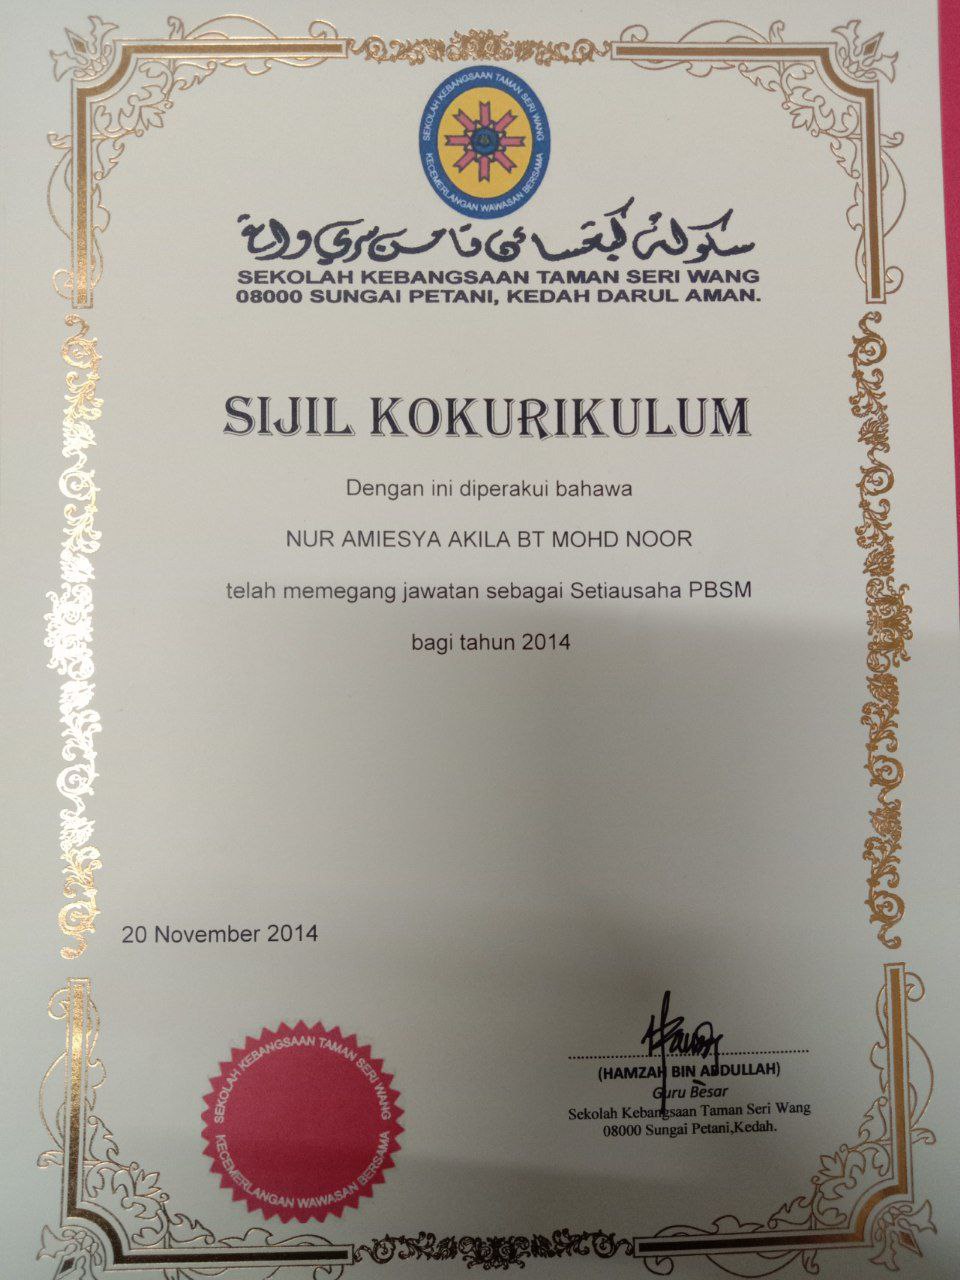 SEKOLAH KEBANGSAAN TAMAN SERI WANG
KECEMERLANGAN WAWASAN BERSAMA
سكوله كبڠسائن تامن سري واڠ
SEKOLAH KEBANGSAAN TAMAN SERI WANG
08000 SUNGAI PETANI, KEDAH DARUL AMAN.
SIJIL KOKURIKULUM
Dengan ini diperakui bahawa
NUR AMIESYA AKILA BT MOHD NOOR
telah memegang jawatan sebagai Setiausaha PBSM
bagi tahun 2014
20 November 2014
SEKOLAH KEBANGSAAN TAMAN SERI WANG
KECEMERLANGAN WAWASAN BERSAMA
(HAMZAH BIN ABDULLAH)
Guru Besar
Sekolah Kebangsaan Taman Seri Wang
08000 Sungai Petani,Kedah.